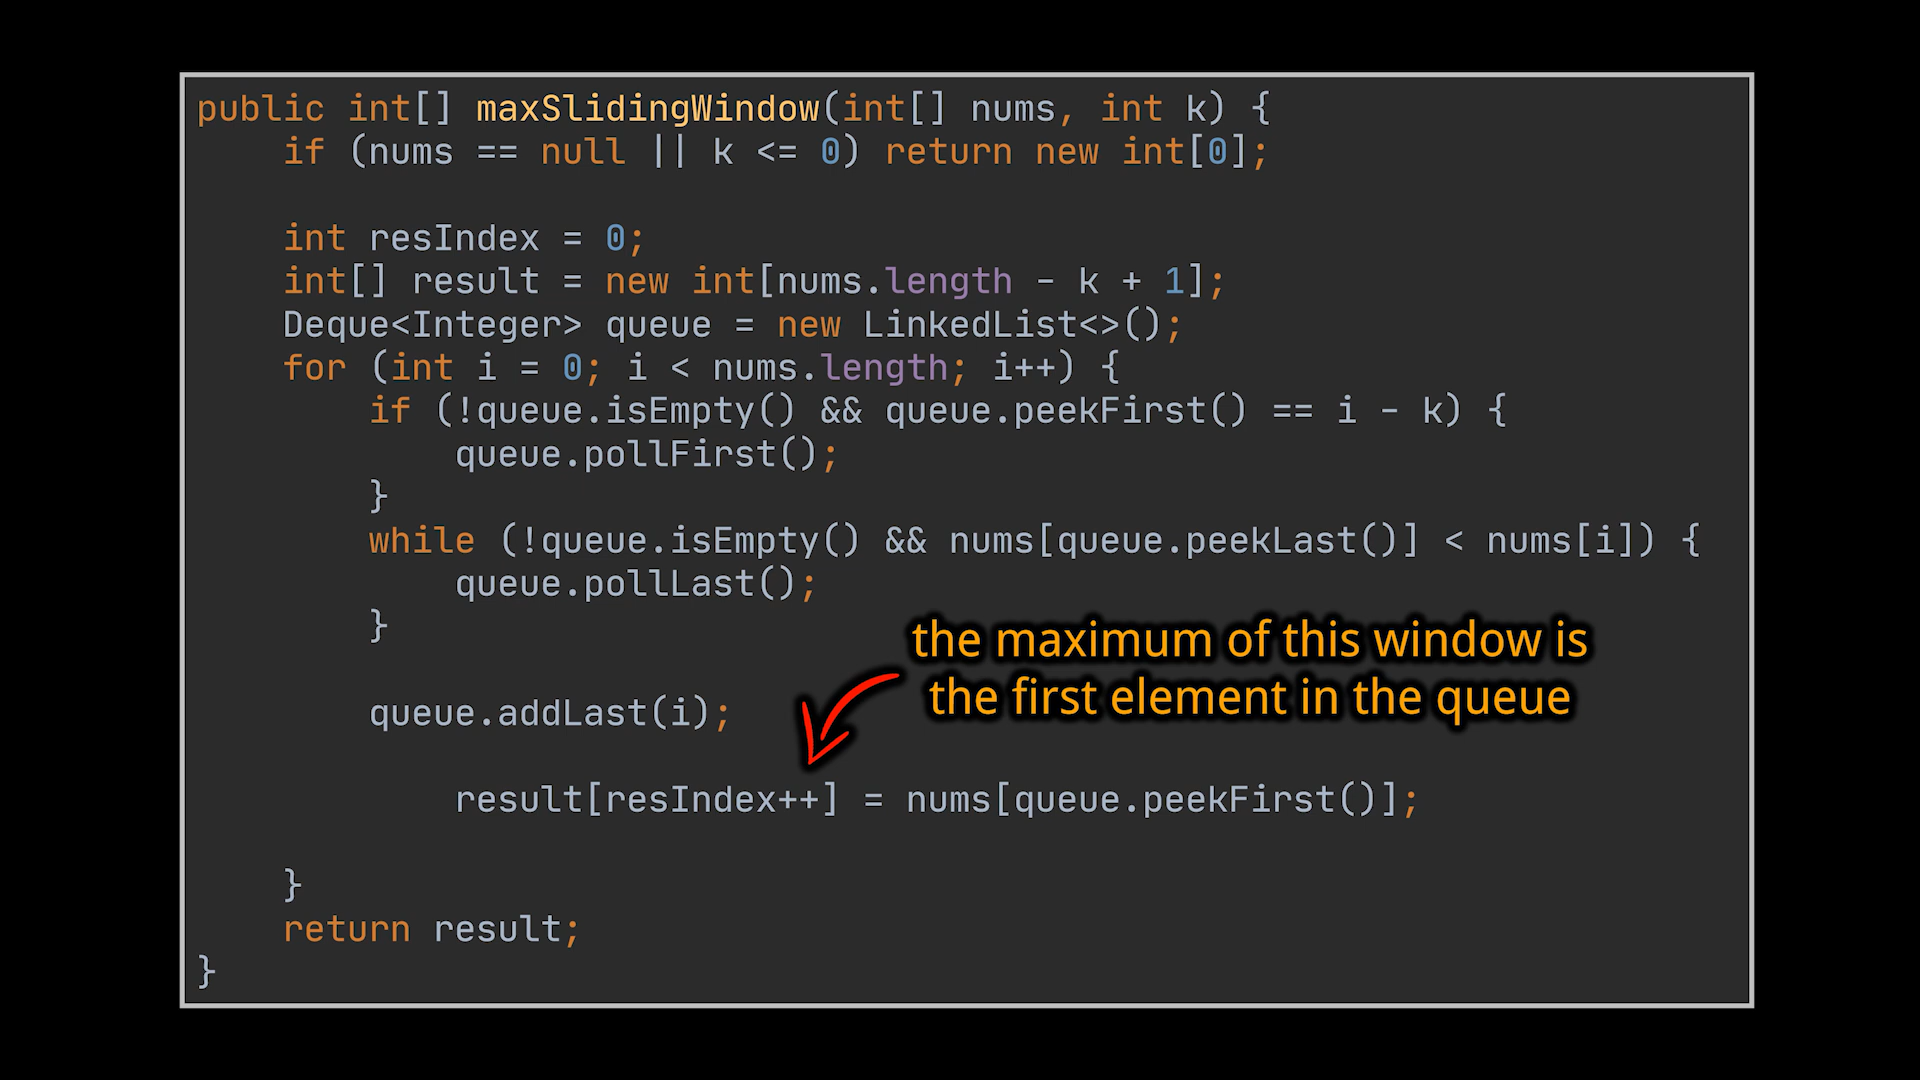 public int[] maxSlidingWindow(int[] nums, int k) {
    if (nums == null || k <= 0) return new int[0];
    int resIndex = 0;
    int[] result = new int[nums.length - k + 1];
    Deque<Integer> queue = new LinkedList<>();
    for (int i = 0; i < nums.length; i++) {
        if (!queue.isEmpty() && queue.peekFirst() == i - k) {
            queue.pollFirst();
        }
        while (!queue.isEmpty() && nums[queue.peekLast()] < nums[i]) {
            queue.pollLast();
        }
the maximum of this window is
the first element in the queue
        queue.addLast(i);
            result[resIndex++] = nums[queue.peekFirst()];
    }
    return result;
}